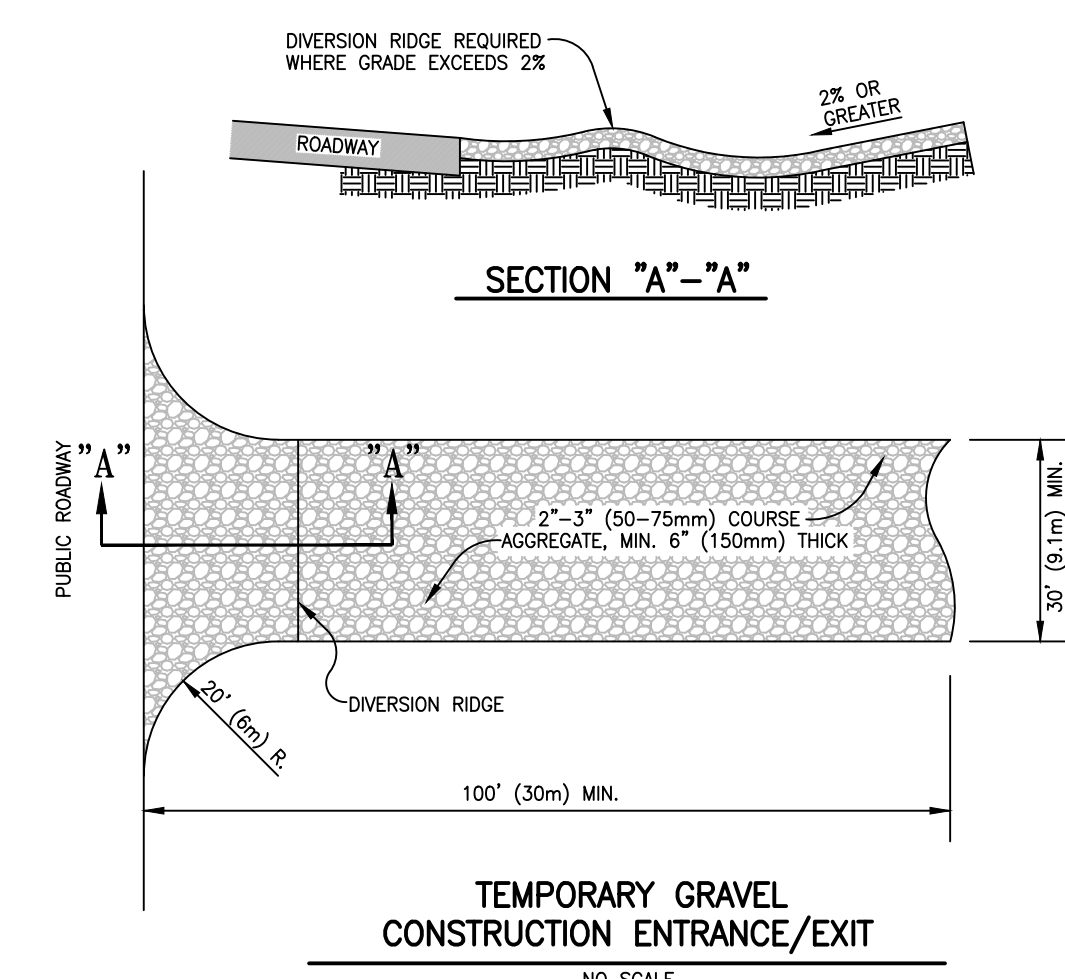 DIVERSION RIDGE REQUIRED
WHERE GRADE EXCEEDS 2%
2% OR
GREATER
ROADWAY
SECTION "A"-"A"
PUBLIC ROADWAY
"A"
"A"
2"-3" (50-75mm) COURSE
AGGREGATE, MIN. 6" (150mm) THICK
30' (9.1m) MIN.
DIVERSION RIDGE
20' (6m) R.
100' (30m) MIN.
TEMPORARY GRAVEL
CONSTRUCTION ENTRANCE/EXIT
NO SCALE